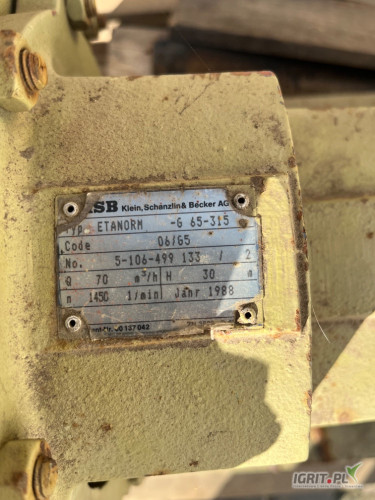 KSB Klein, Schanzlin & Becker AG
Typ ETANORM -G 65-315
Code 06/G5
No. 5-106-499 133 / 2
Q 70 m³/h H 30 m
n 1450 1/min Jahr 1988
IGRIT.PL